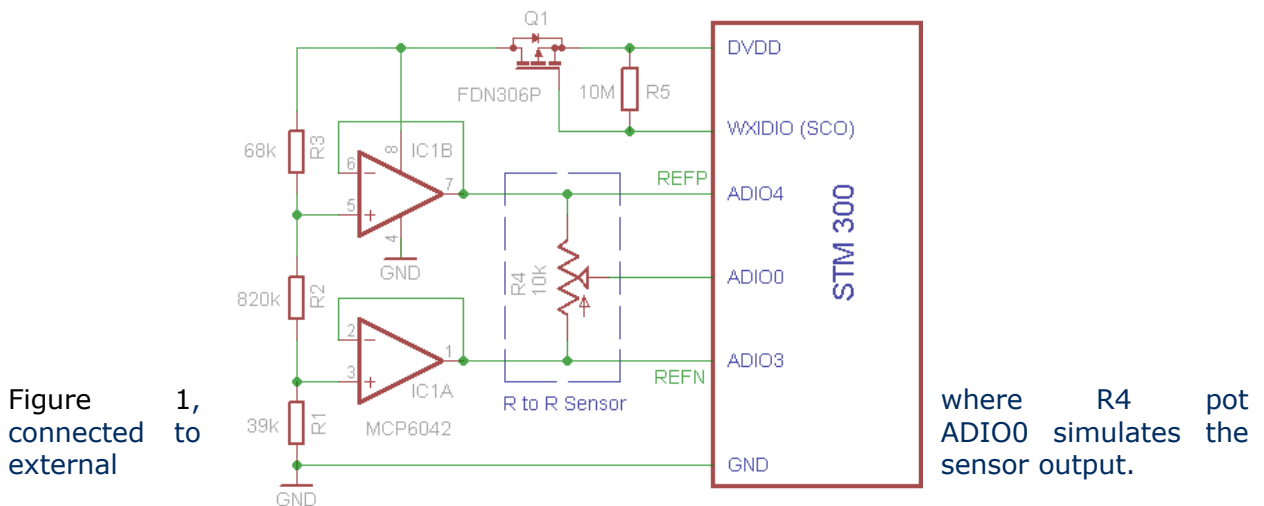 Q1
DVDD
FDN306P
10M
R5
WXIDIO (SCO)
68k
R3
8
IC1B
6
7
5
4
GND
REFP
ADIO4
STM 300
R4
10k
ADIO0
820k
R2
2
1
3
IC1A
MCP6042
REFN
ADIO3
R to R Sensor
39k
R1
GND
GND
Figure 1, where R4 pot
connected to ADIO0 simulates the
external sensor output.